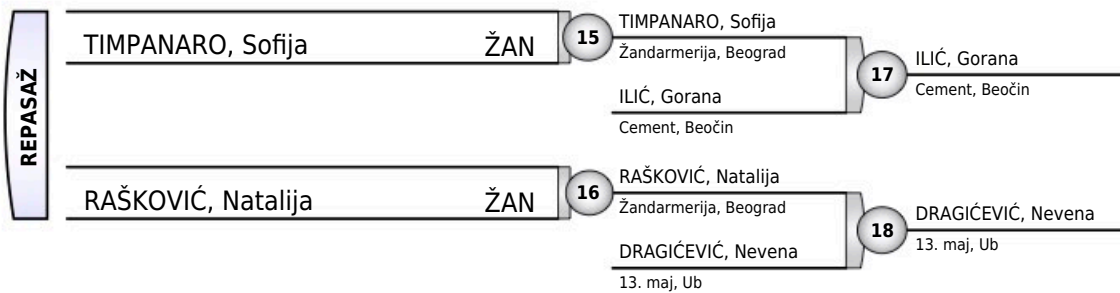 REPASAŽ
TIMPANARO, Sofija ŽAN
15
TIMPANARO, Sofija
Žandarmerija, Beograd
ILIĆ, Gorana
Cement, Beočin
17
ILIĆ, Gorana
Cement, Beočin
RAŠKOVIĆ, Natalija ŽAN
16
RAŠKOVIĆ, Natalija
Žandarmerija, Beograd
DRAGIĆEVIĆ, Nevena
13. maj, Ub
18
DRAGIĆEVIĆ, Nevena
13. maj, Ub